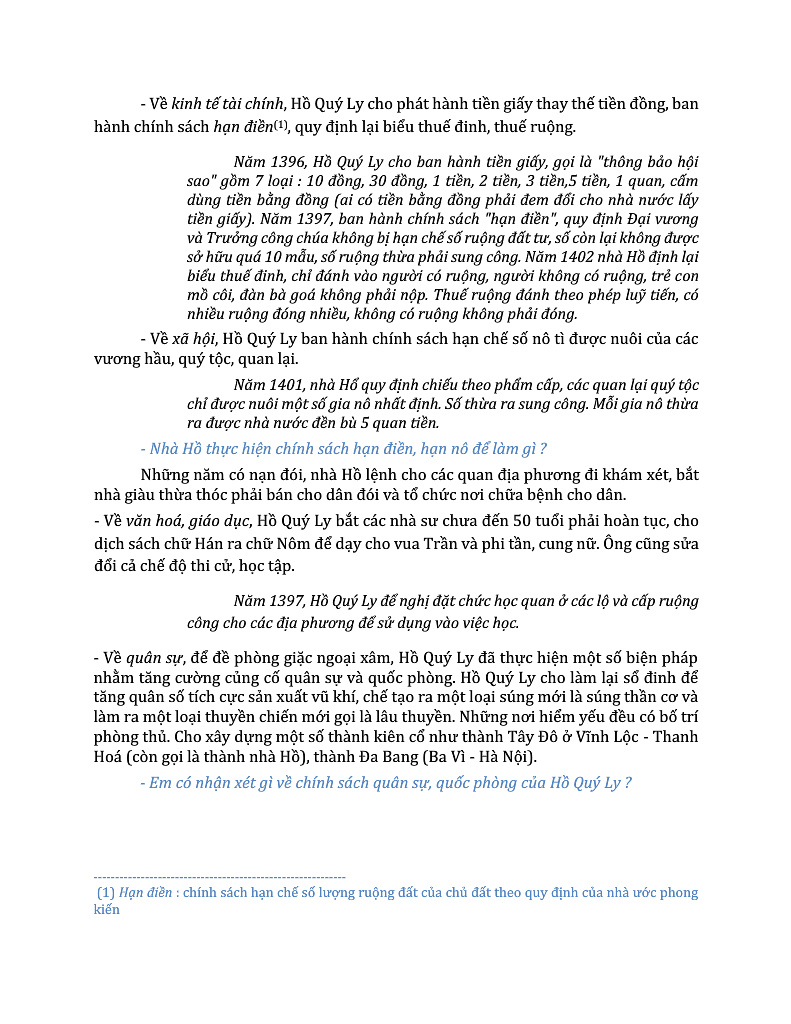 - Về kinh tế tài chính, Hồ Quý Ly cho phát hành tiền giấy thay thế tiền đồng, ban
hành chính sách hạn điền(1), quy định lại biểu thuế đinh, thuế ruộng.
Năm 1396, Hồ Quý Ly cho ban hành tiền giấy, gọi là "thông bảo hội
sao" gồm 7 loại : 10 đồng, 30 đồng, 1 tiền, 2 tiền, 3 tiền,5 tiền, 1 quan, cấm
dùng tiền bằng đồng (ai có tiền bằng đồng phải đem đổi cho nhà nước lấy
tiền giấy). Năm 1397, ban hành chính sách "hạn điền", quy định Đại vương
và Trưởng công chúa không bị hạn chế số ruộng đất tư, số còn lại không được
sở hữu quá 10 mẫu, số ruộng thừa phải sung công. Năm 1402 nhà Hồ định lại
biểu thuế đinh, chỉ đánh vào người có ruộng, người không có ruộng, trẻ con
mồ côi, đàn bà goá không phải nộp. Thuế ruộng đánh theo phép luỹ tiến, có
nhiều ruộng đóng nhiều, không có ruộng không phải đóng.
- Về xã hội, Hồ Quý Ly ban hành chính sách hạn chế số nô tì được nuôi của các
vương hầu, quý tộc, quan lại.
Năm 1401, nhà Hổ quy định chiếu theo phẩm cấp, các quan lại quý tộc
chỉ được nuôi một số gia nô nhất định. Số thừa ra sung công. Mỗi gia nô thừa
ra được nhà nước đền bù 5 quan tiền.
- Nhà Hồ thực hiện chính sách hạn điền, hạn nô để làm gì ?
Những năm có nạn đói, nhà Hồ lệnh cho các quan địa phương đi khám xét, bắt
nhà giàu thừa thóc phải bán cho dân đói và tổ chức nơi chữa bệnh cho dân.
- Về văn hoá, giáo dục, Hồ Quý Ly bắt các nhà sư chưa đến 50 tuổi phải hoàn tục, cho
dịch sách chữ Hán ra chữ Nôm để dạy cho vua Trần và phi tần, cung nữ. Ông cũng sửa
đổi cả chế độ thi cử, học tập.
Năm 1397, Hồ Quý Ly để nghị đặt chức học quan ở các lộ và cấp ruộng
công cho các địa phương để sử dụng vào việc học.
- Về quân sự, để đề phòng giặc ngoại xâm, Hồ Quý Ly đã thực hiện một số biện pháp
nhằm tăng cường củng cố quân sự và quốc phòng. Hồ Quý Ly cho làm lại sổ đinh để
tăng quân số tích cực sản xuất vũ khí, chế tạo ra một loại súng mới là súng thần cơ và
làm ra một loại thuyền chiến mới gọi là lâu thuyền. Những nơi hiểm yếu đều có bố trí
phòng thủ. Cho xây dựng một số thành kiên cố như thành Tây Đô ở Vĩnh Lộc - Thanh
Hoá (còn gọi là thành nhà Hồ), thành Đa Bang (Ba Vì - Hà Nội).
- Em có nhận xét gì về chính sách quân sự, quốc phòng của Hồ Quý Ly ?
-----------------------------------------------------------
(1) Hạn điền : chính sách hạn chế số lượng ruộng đất của chủ đất theo quy định của nhà ước phong
kiến